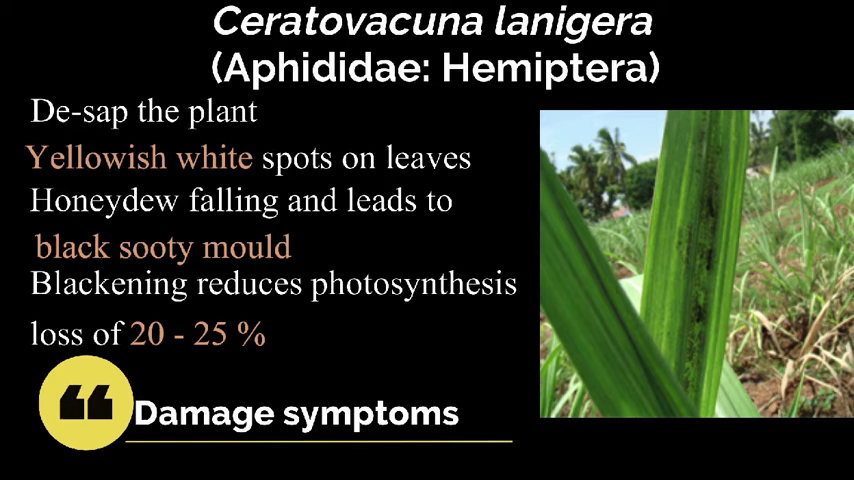 Ceratovacuna lanigera
(Aphididae: Hemiptera)
De-sap the plant
Yellowish white spots on leaves
Honeydew falling and leads to
black sooty mould
Blackening reduces photosynthesis
loss of 20 - 25 %
Damage symptoms